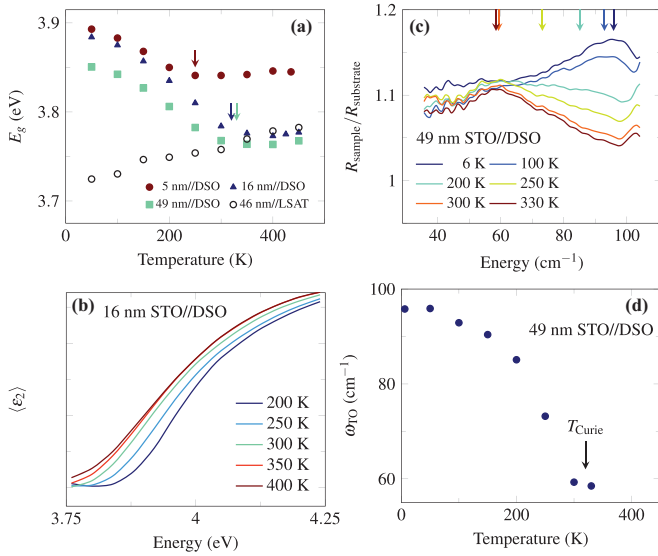 (a)
3.9
3.8
3.7
E_g (eV)
5 nm//DSO
16 nm//DSO
49 nm//DSO
46 nm//LSAT
0
200
400
Temperature (K)
(b)
16 nm STO//DSO
⟨ε₂⟩
200 K
250 K
300 K
350 K
400 K
3.75
4
4.25
Energy (eV)
(c)
1.2
1.1
1
R_sample/R_substrate
49 nm STO//DSO
6 K
100 K
200 K
250 K
300 K
330 K
40
60
80
100
Energy (cm⁻¹)
(d)
100
80
60
49 nm STO//DSO
ω_TO (cm⁻¹)
T_Curie
0
200
400
Temperature (K)